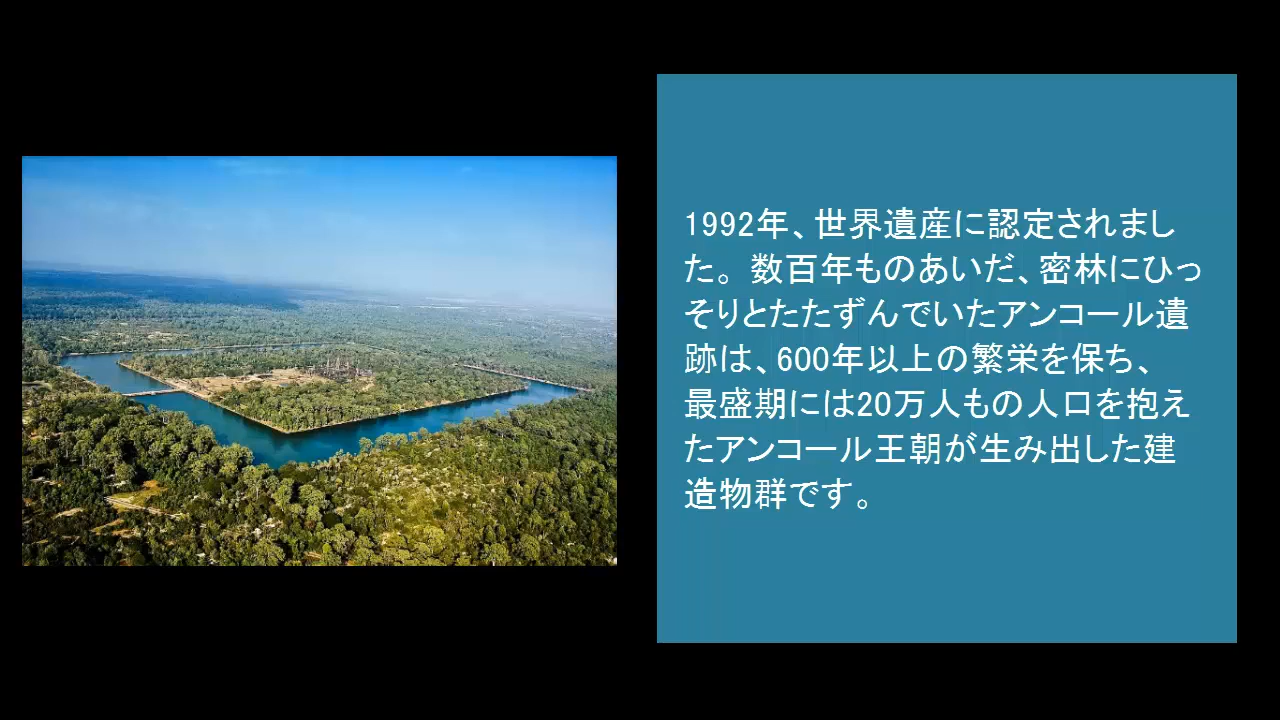 1992年、世界遺産に認定されまし
た。 数百年ものあいだ、密林にひっ
そりとたたずんでいたアンコール遺
跡は、600年以上の繁栄を保ち、
最盛期には20万人もの人口を抱え
たアンコール王朝が生み出した建
造物群です。